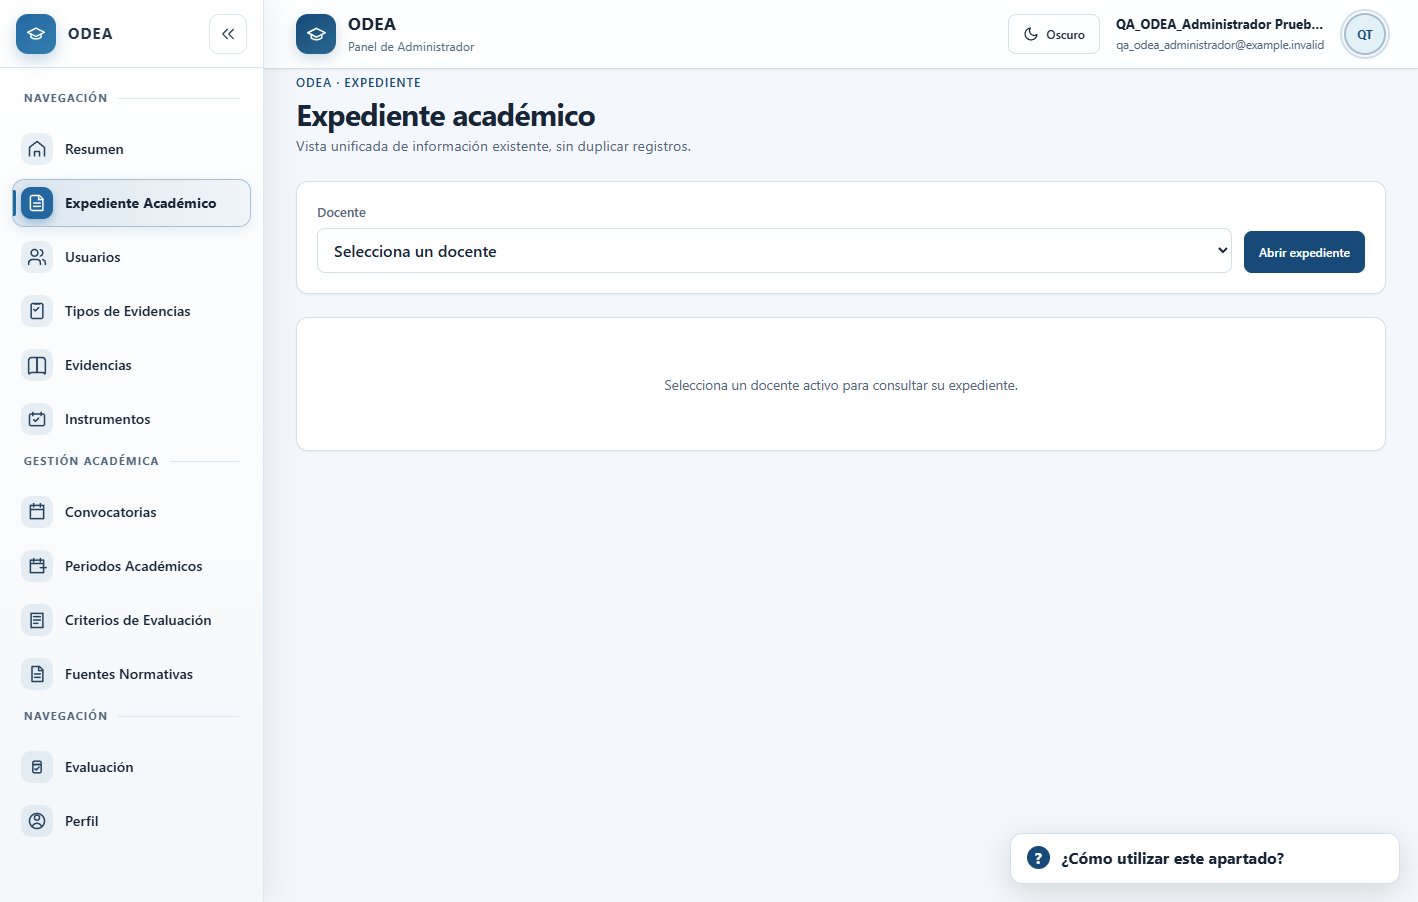 ODEA
NAVEGACIÓN
Resumen
Expediente Académico
Usuarios
Tipos de Evidencias
Evidencias
Instrumentos
GESTIÓN ACADÉMICA
Convocatorias
Periodos Académicos
Criterios de Evaluación
Fuentes Normativas
NAVEGACIÓN
Evaluación
Perfil
ODEA
Panel de Administrador
Oscuro
QA_ODEA_Administrador Prueb...
qa_odea_administrador@example.invalid
QT
ODEA · EXPEDIENTE
Expediente académico
Vista unificada de información existente, sin duplicar registros.
Docente
Selecciona un docente
Abrir expediente
Selecciona un docente activo para consultar su expediente.
? ¿Cómo utilizar este apartado?